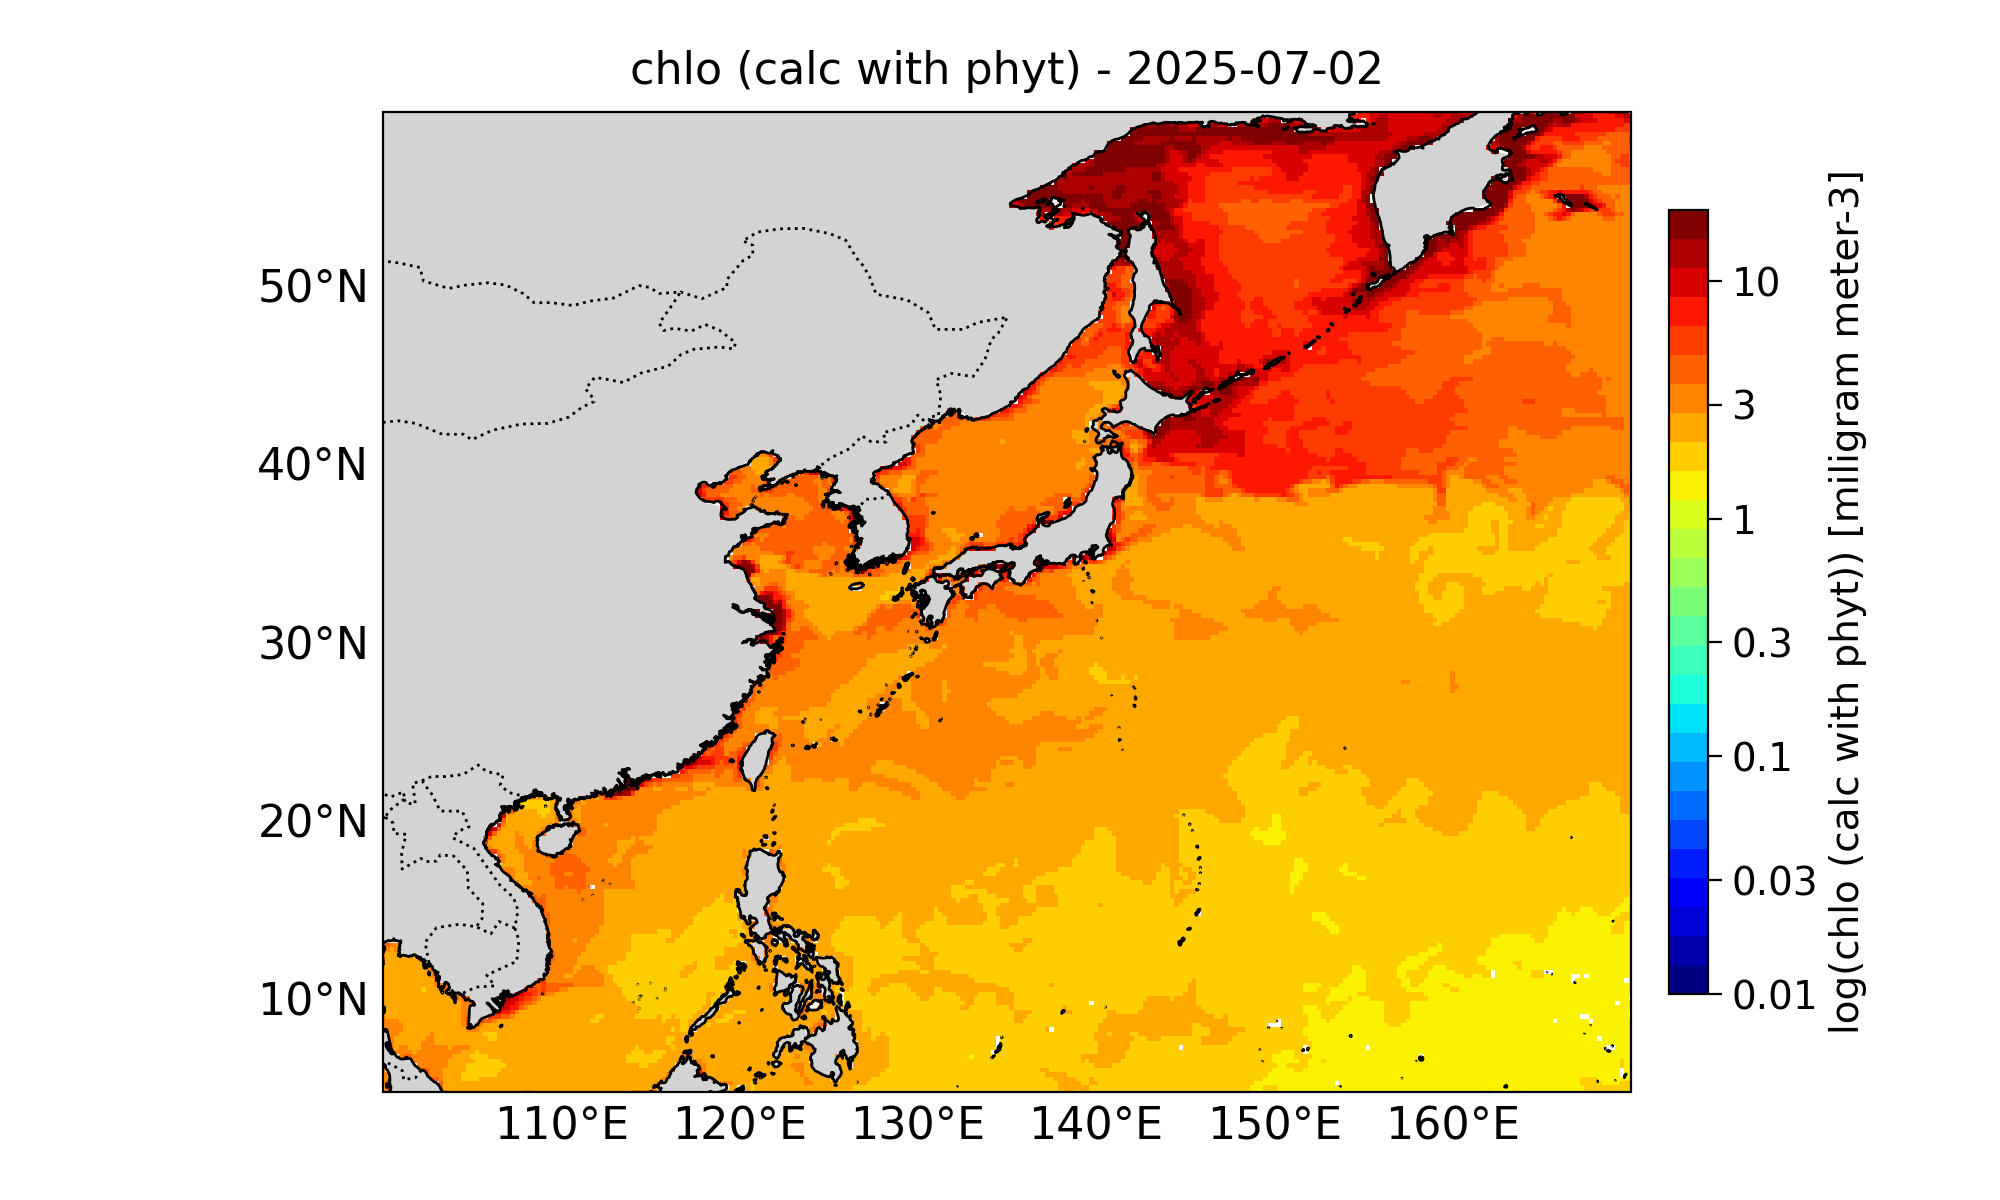 chlo (calc with phyt) - 2025-07-02
50°N
40°N
30°N
20°N
10°N
110°E
120°E
130°E
140°E
150°E
160°E
10
3
1
0.3
0.1
0.03
0.01
log(chlo (calc with phyt)) [miligram meter-3]